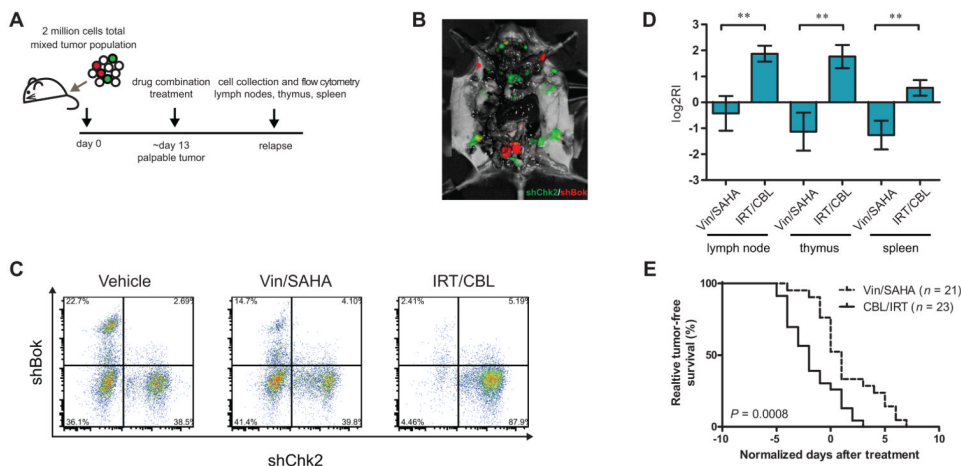 A
2 million cells total
mixed tumor population
drug combination
treatment
cell collection and flow cytometry
lymph nodes, thymus, spleen
day 0
~day 13
palpable tumor
relapse
B
shChk2/shBok
C
Vehicle
Vin/SAHA
IRT/CBL
22.7%
2.69%
14.7%
4.10%
2.41%
5.19%
shBok
36.1%
38.5%
41.4%
39.8%
4.46%
87.9%
shChk2
D
**
**
**
3
2
1
0
-1
-2
-3
log2RI
Vin/SAHA
IRT/CBL
Vin/SAHA
IRT/CBL
Vin/SAHA
IRT/CBL
lymph node
thymus
spleen
E
Vin/SAHA (n = 21)
CBL/IRT (n = 23)
100
50
0
Realtive tumor-free
survival (%)
P = 0.0008
-10
-5
0
5
10
Normalized days after treatment